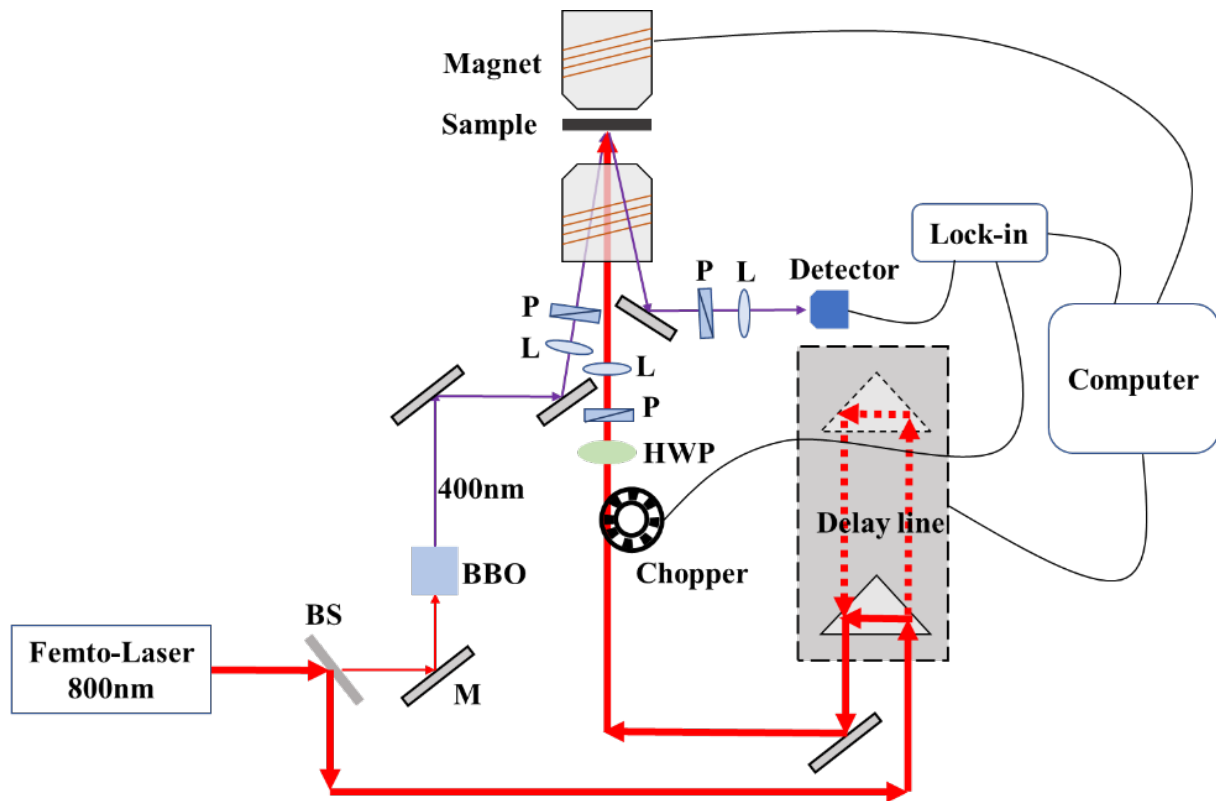 Magnet
Sample
Lock-in
P
L
Detector
P
L
L
Computer
P
HWP
400nm
Delay line
BBO
Chopper
BS
Femto-Laser
800nm
M